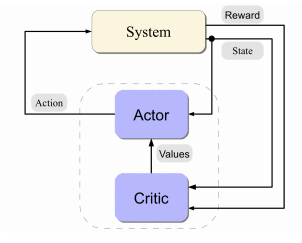 System
Reward
State
Action
Actor
Values
Critic